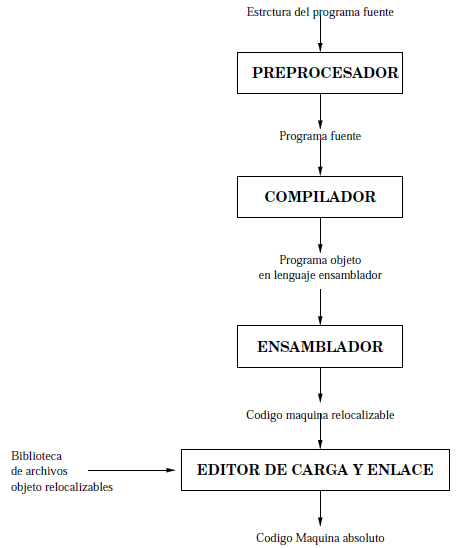 Estrctura del programa fuente
PREPROCESADOR
Programa fuente
COMPILADOR
Programa objeto
en lenguaje ensamblador
ENSAMBLADOR
Codigo maquina relocalizable
Biblioteca
de archivos
objeto relocalizables
EDITOR DE CARGA Y ENLACE
Codigo Maquina absoluto